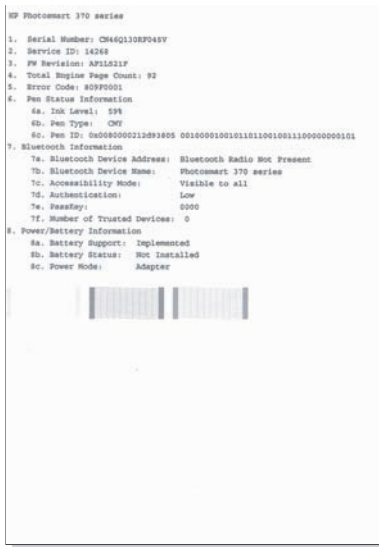 HP Photosmart 370 series
1. Serial Number: CN46Q130RF045V
2. Service ID: 14268
3. FW Revision: AF1L521F
4. Total Engine Page Count: 92
5. Error Code: 809F0001
6. Pen Status Information
6a. Ink Level: 59%
6b. Pen Type: CMY
6c. Pen ID: 0x0080000212d93805 0010000100101101100100111000000000101
7. Bluetooth Information
7a. Bluetooth Device Address: Bluetooth Radio Not Present
7b. Bluetooth Device Name: Photosmart 370 series
7c. Accessibility Mode: Visible to all
7d. Authentication: Low
7e. PassKey: 0000
7f. Number of Trusted Devices: 0
8. Power/Battery Information
8a. Battery Support: Implemented
8b. Battery Status: Not Installed
8c. Power Mode: Adapter